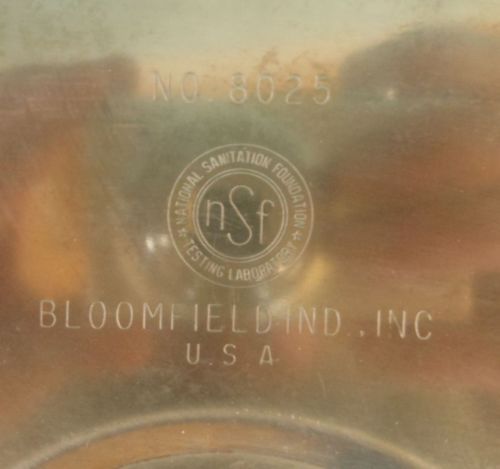 NO. 8025
★ NATIONAL SANITATION FOUNDATION ★
nSf
TESTING LABORATORY
BLOOMFIELD IND., INC
U.S.A